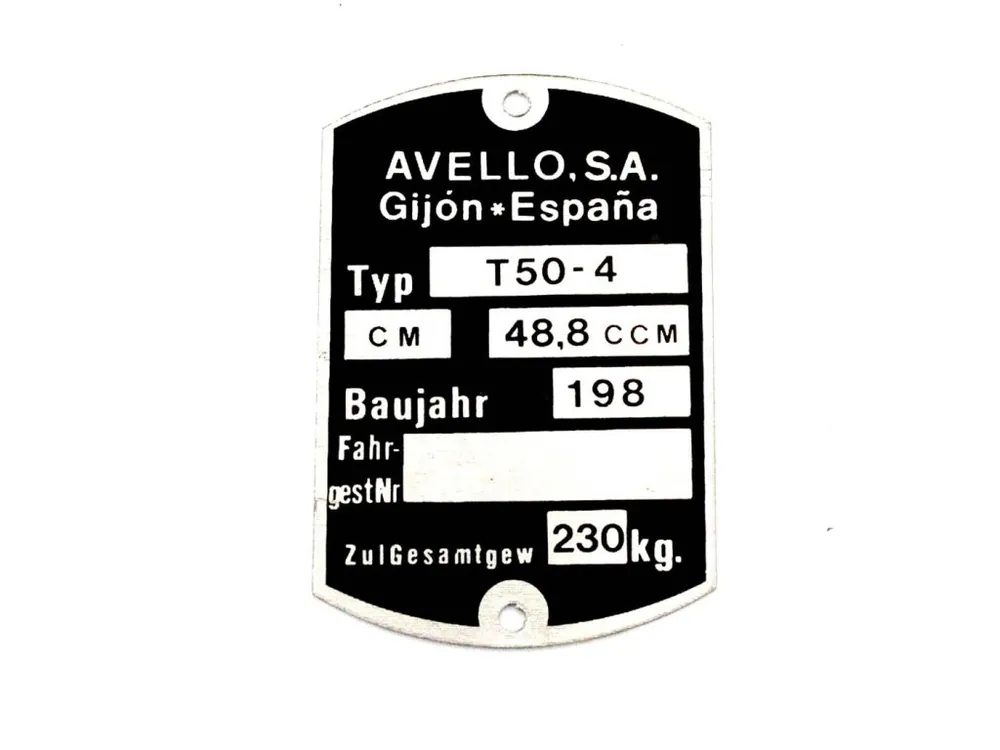 AVELLO, S.A.
Gijón * España
Typ T50-4
CM 48,8 CCM
Baujahr 198
Fahr-
gestNr
ZulGesamtgew 230 kg.